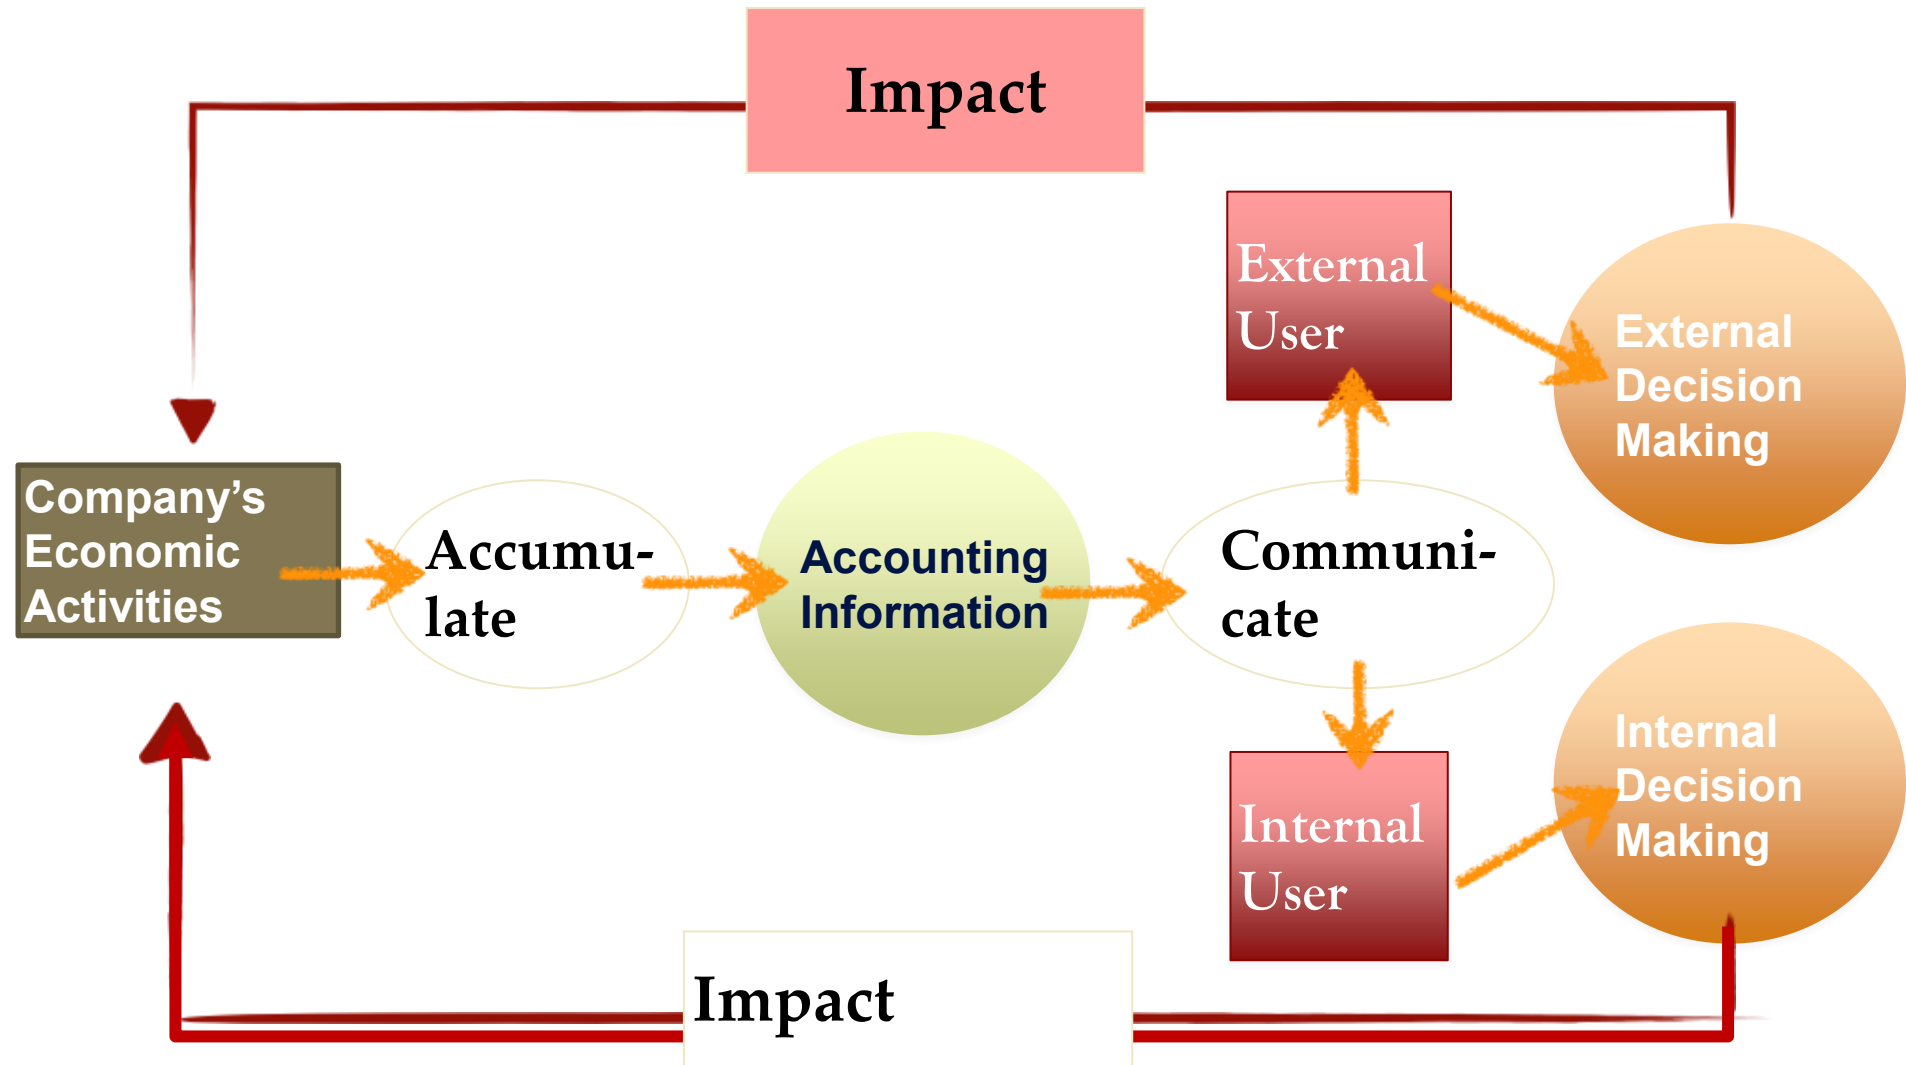 Impact
External
User
External
Decision
Making
Company’s
Economic
Activities
Accumu-
late
Accounting
Information
Communi-
cate
Internal
User
Internal
Decision
Making
Impact